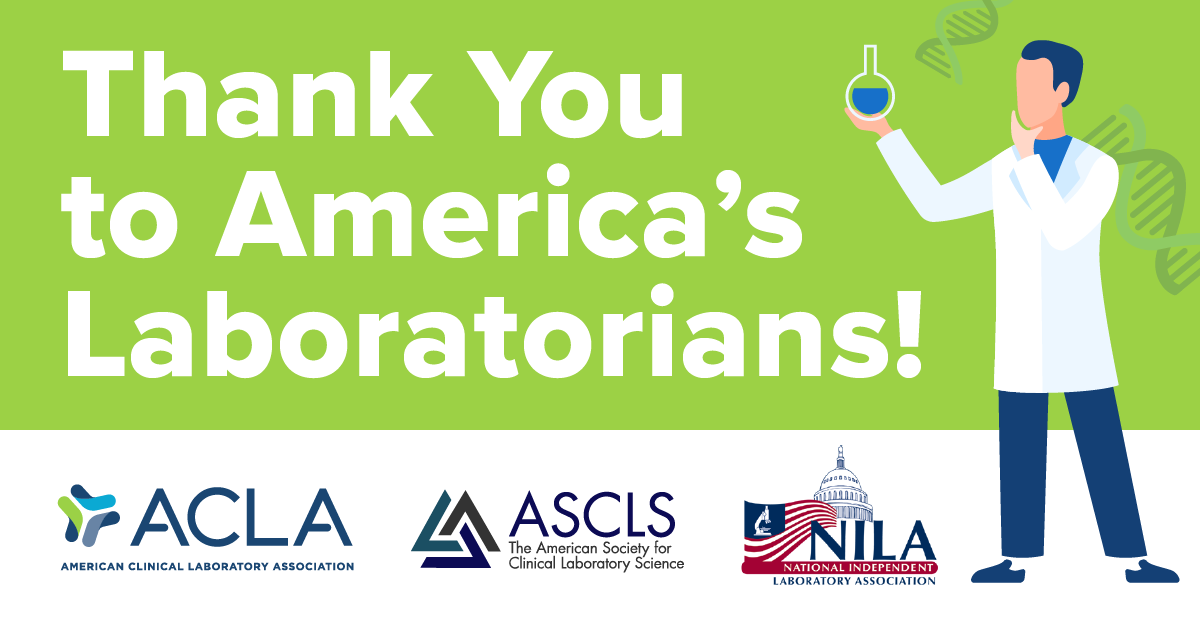 Thank You
to America’s
Laboratorians!
ACLA
AMERICAN CLINICAL LABORATORY ASSOCIATION
ASCLS
The American Society for
Clinical Laboratory Science
NILA
NATIONAL INDEPENDENT
LABORATORY ASSOCIATION